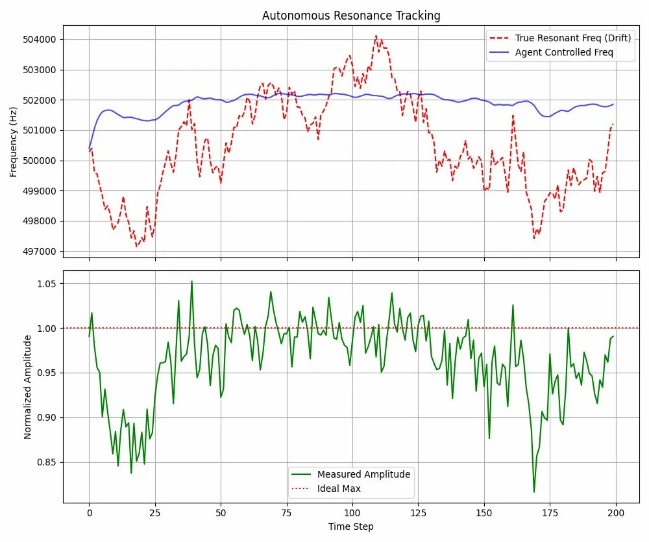 Autonomous Resonance Tracking
Frequency (Hz)
504000
503000
502000
501000
500000
499000
498000
497000
True Resonant Freq (Drift)
Agent Controlled Freq
Normalized Amplitude
1.05
1.00
0.95
0.90
0.85
Measured Amplitude
Ideal Max
0 25 50 75 100 125 150 175 200
Time Step